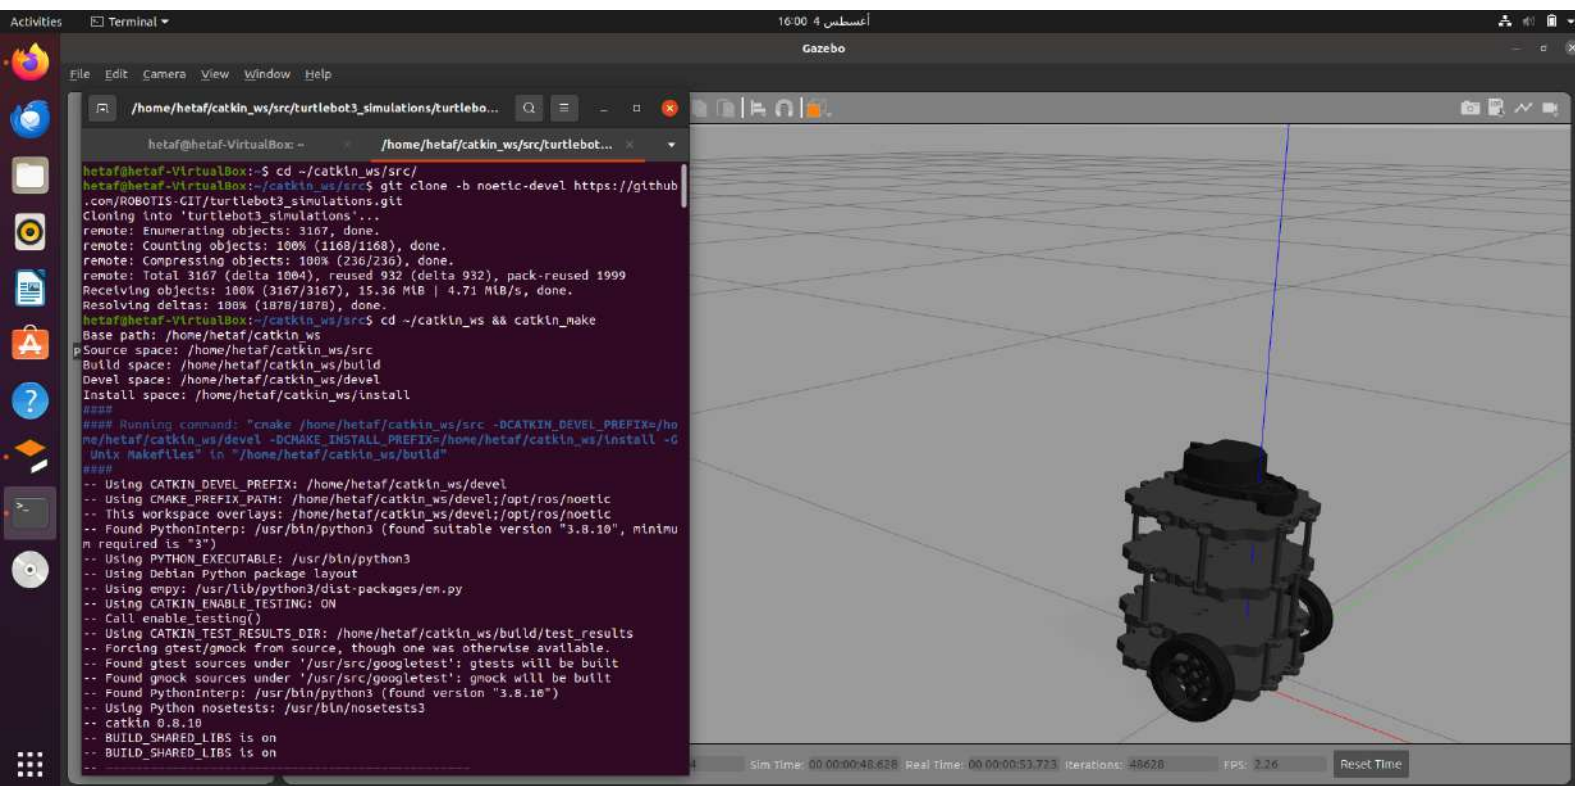 Activities
Terminal
16:00 4 أغسطس
Gazebo
File Edit Camera View Window Help
/home/hetaf/catkin_ws/src/turtlebot3_simulations/turtlebo...
hetaf@hetaf-VirtualBox: ~
/home/hetaf/catkin_ws/src/turtlebot...
hetaf@hetaf-VirtualBox:~$ cd ~/catkin_ws/src/
hetaf@hetaf-VirtualBox:~/catkin_ws/src$ git clone -b noetic-devel https://github
.com/ROBOTIS-GIT/turtlebot3_simulations.git
Cloning into 'turtlebot3_simulations'...
remote: Enumerating objects: 3167, done.
remote: Counting objects: 100% (1168/1168), done.
remote: Compressing objects: 100% (236/236), done.
remote: Total 3167 (delta 1004), reused 932 (delta 932), pack-reused 1999
Receiving objects: 100% (3167/3167), 15.36 MiB | 4.71 MiB/s, done.
Resolving deltas: 100% (1878/1878), done.
hetaf@hetaf-VirtualBox:~/catkin_ws/src$ cd ~/catkin_ws && catkin_make
Base path: /home/hetaf/catkin_ws
Source space: /home/hetaf/catkin_ws/src
Build space: /home/hetaf/catkin_ws/build
Devel space: /home/hetaf/catkin_ws/devel
Install space: /home/hetaf/catkin_ws/install
####
#### Running command: "cmake /home/hetaf/catkin_ws/src -DCATKIN_DEVEL_PREFIX=/ho
me/hetaf/catkin_ws/devel -DCMAKE_INSTALL_PREFIX=/home/hetaf/catkin_ws/install -G
Unix Makefiles" in "/home/hetaf/catkin_ws/build"
####
-- Using CATKIN_DEVEL_PREFIX: /home/hetaf/catkin_ws/devel
-- Using CMAKE_PREFIX_PATH: /home/hetaf/catkin_ws/devel;/opt/ros/noetic
-- This workspace overlays: /home/hetaf/catkin_ws/devel;/opt/ros/noetic
-- Found PythonInterp: /usr/bin/python3 (found suitable version "3.8.10", minimu
m required is "3")
-- Using PYTHON_EXECUTABLE: /usr/bin/python3
-- Using Debian Python package layout
-- Using empy: /usr/lib/python3/dist-packages/em.py
-- Using CATKIN_ENABLE_TESTING: ON
-- Call enable_testing()
-- Using CATKIN_TEST_RESULTS_DIR: /home/hetaf/catkin_ws/build/test_results
-- Forcing gtest/gmock from source, though one was otherwise available.
-- Found gtest sources under '/usr/src/googletest': gtests will be built
-- Found gmock sources under '/usr/src/googletest': gmock will be built
-- Found PythonInterp: /usr/bin/python3 (found version "3.8.10")
-- Using Python nosetests: /usr/bin/nosetests3
-- catkin 0.8.10
-- BUILD_SHARED_LIBS is on
-- BUILD_SHARED_LIBS is on
Sim Time: 00 00:00:48.628 Real Time: 00 00:00:53.723 Iterations: 48628 FPS: 2.26 Reset Time